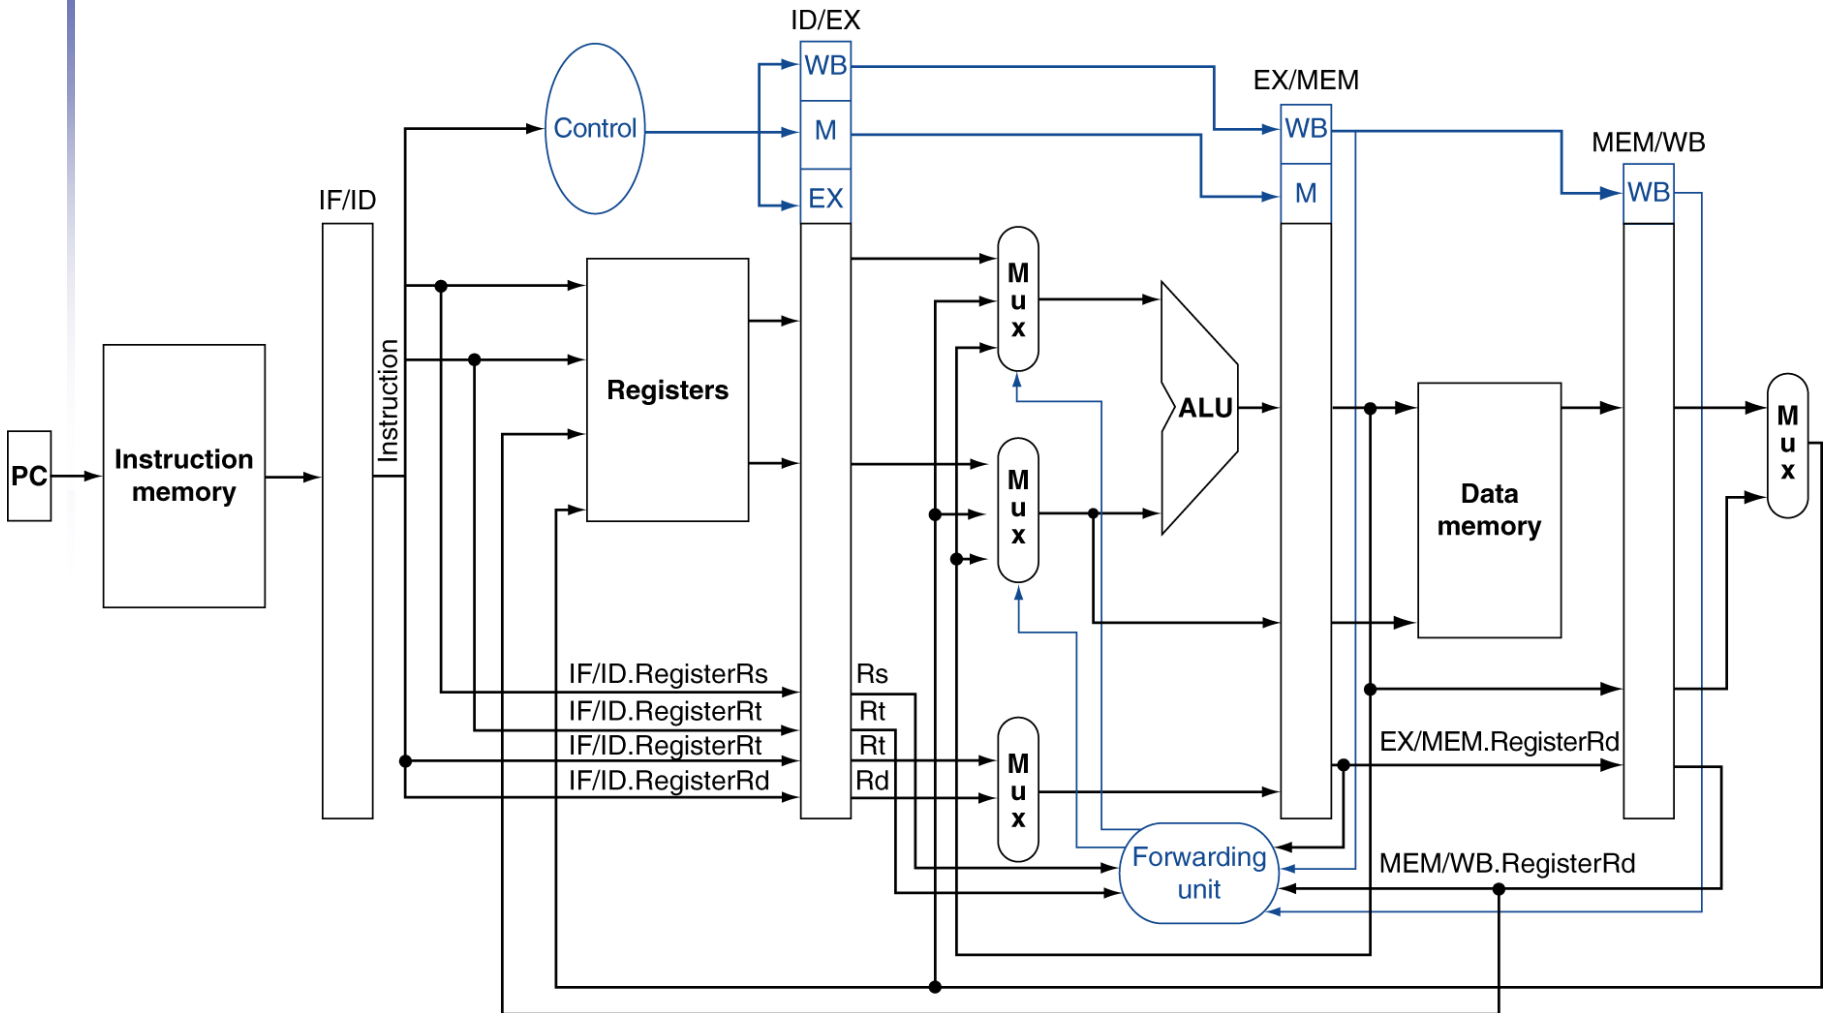 ID/EX
WB
EX/MEM
Control
M
WB
MEM/WB
IF/ID
EX
M
WB
M
u
x
Instruction
Registers
ALU
M
u
x
PC
Instruction
memory
M
u
x
Data
memory
IF/ID.RegisterRs
Rs
IF/ID.RegisterRt
Rt
IF/ID.RegisterRt
Rt
IF/ID.RegisterRd
Rd
M
u
x
EX/MEM.RegisterRd
Forwarding
unit
MEM/WB.RegisterRd